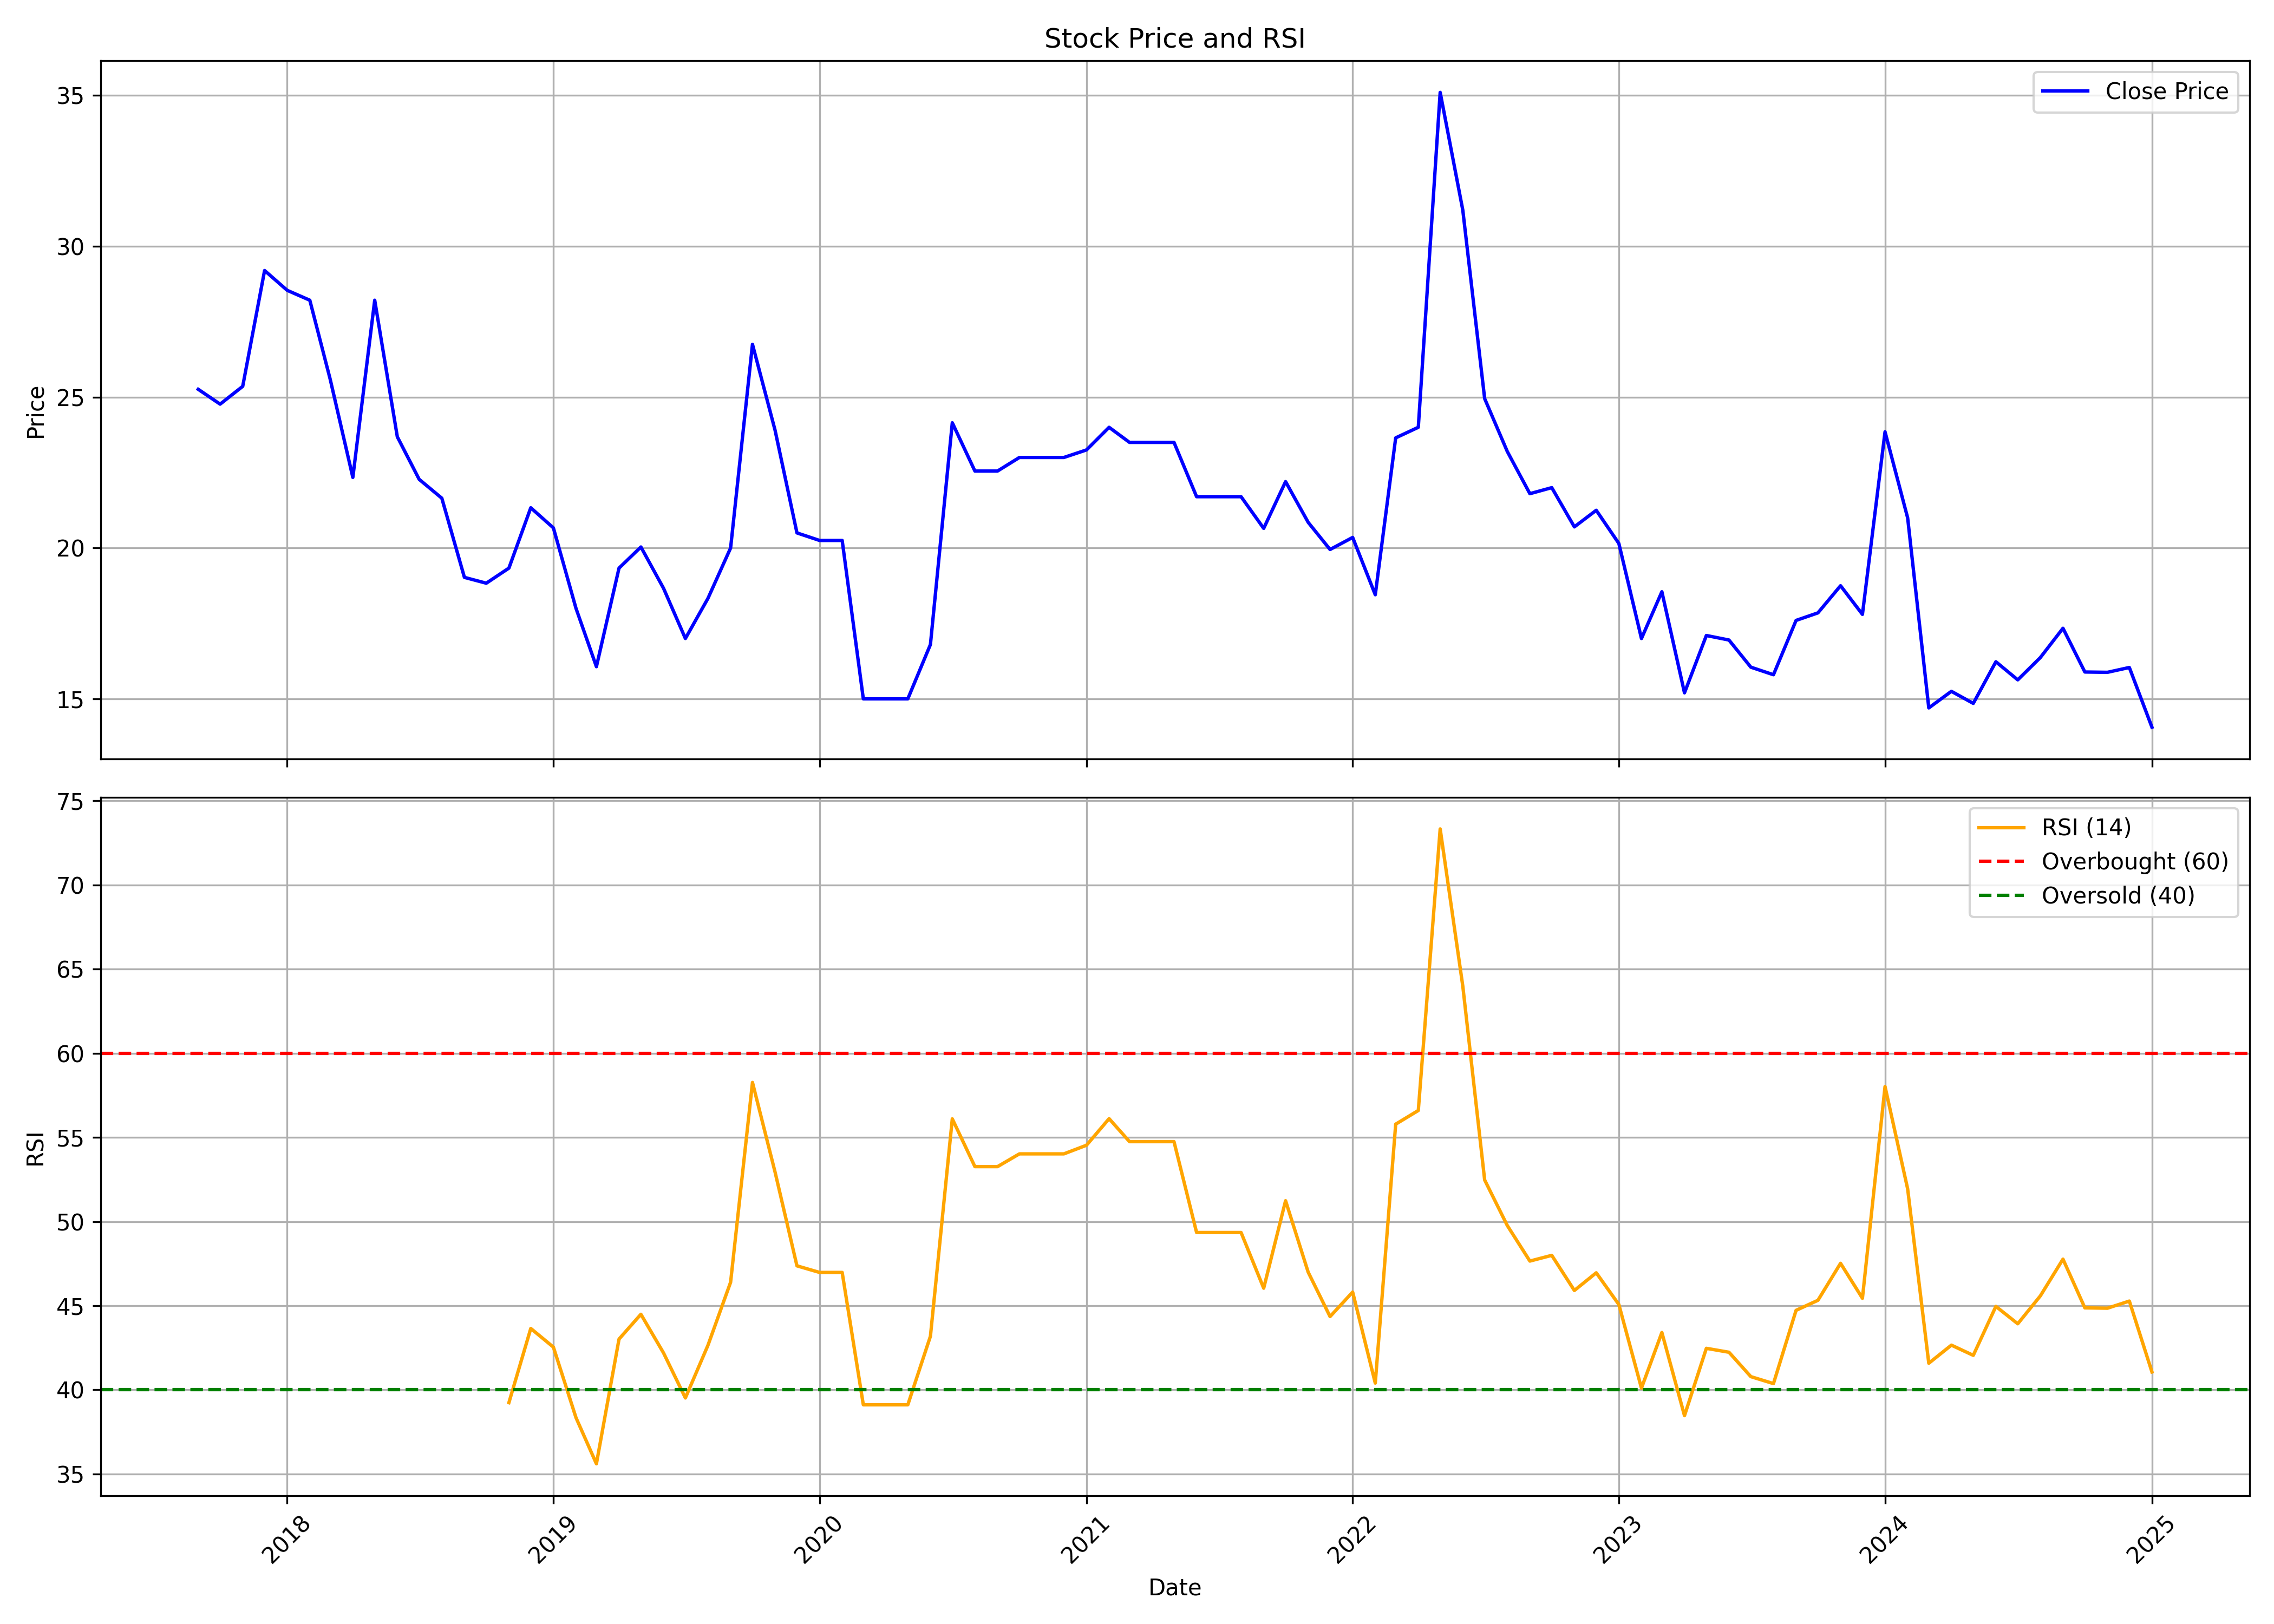 Stock Price and RSI
Close Price
35
30
25
20
15
Price
RSI (14)
Overbought (60)
Oversold (40)
75
70
65
60
55
50
45
40
35
RSI
2018
2019
2020
2021
2022
2023
2024
2025
Date